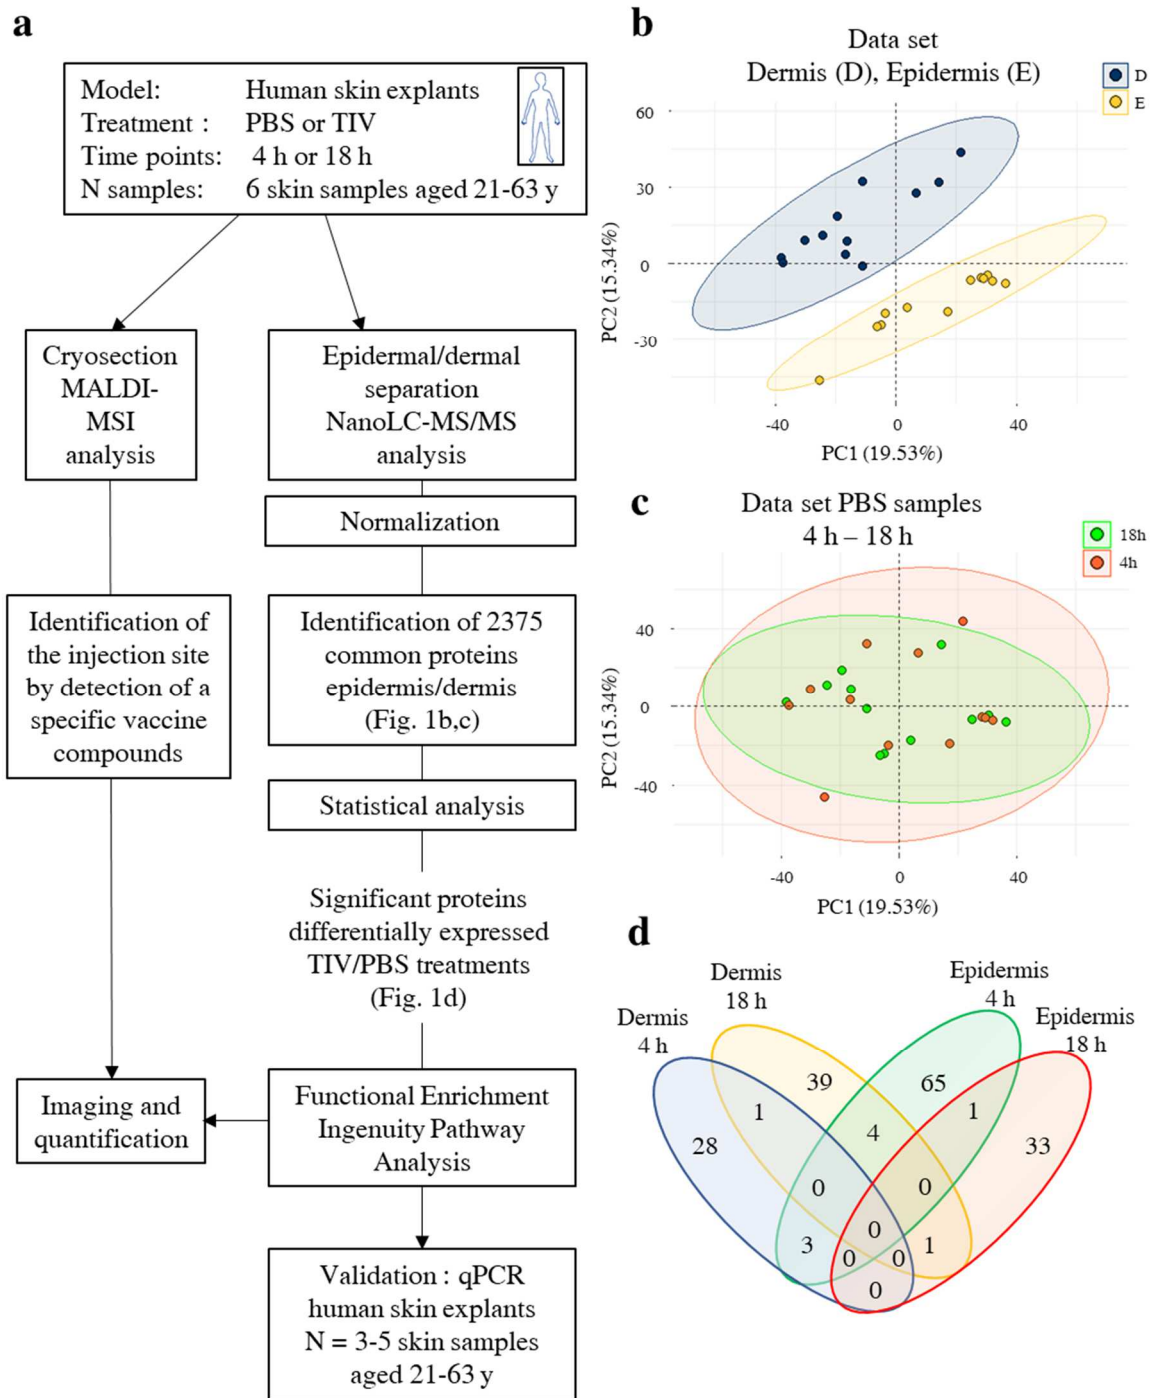 a
Model: Human skin explants
Treatment : PBS or TIV
Time points: 4 h or 18 h
N samples: 6 skin samples aged 21-63 y
Cryosection
MALDI-
MSI
analysis
Epidermal/dermal
separation
NanoLC-MS/MS
analysis
Normalization
Identification of
the injection site
by detection of a
specific vaccine
compounds
Identification of 2375
common proteins
epidermis/dermis
(Fig. 1b,c)
Statistical analysis
Significant proteins
differentially expressed
TIV/PBS treatments
(Fig. 1d)
Imaging and
quantification
Functional Enrichment
Ingenuity Pathway
Analysis
Validation : qPCR
human skin explants
N = 3-5 skin samples
aged 21-63 y
b
Data set
Dermis (D), Epidermis (E)
D
E
60
30
0
-30
PC2 (15.34%)
-40 0 40
PC1 (19.53%)
c
Data set PBS samples
4 h – 18 h
18h
4h
40
0
-40
PC2 (15.34%)
-40 0 40
PC1 (19.53%)
d
Dermis
4 h
Dermis
18 h
Epidermis
4 h
Epidermis
18 h
39 65
1 1
28 4 33
0 0
0
3 0 0 1
0